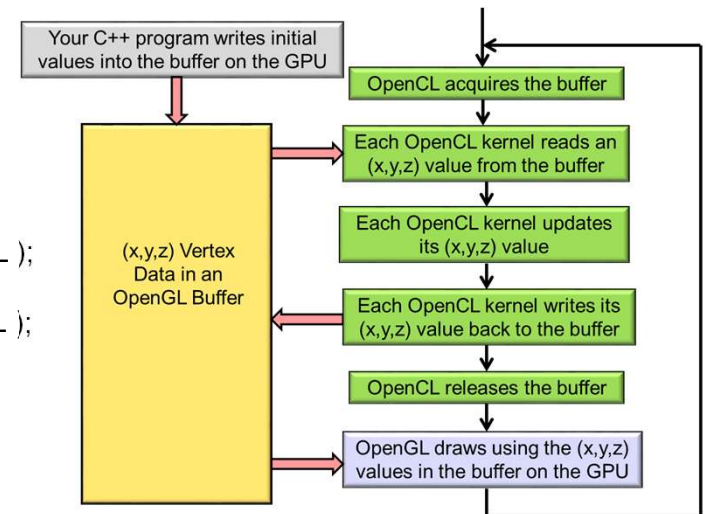 Your C++ program writes initial
values into the buffer on the GPU
OpenCL acquires the buffer
Each OpenCL kernel reads an
(x,y,z) value from the buffer
Each OpenCL kernel updates
its (x,y,z) value
(x,y,z) Vertex
Data in an
OpenGL Buffer
);
);
Each OpenCL kernel writes its
(x,y,z) value back to the buffer
OpenCL releases the buffer
OpenGL draws using the (x,y,z)
values in the buffer on the GPU